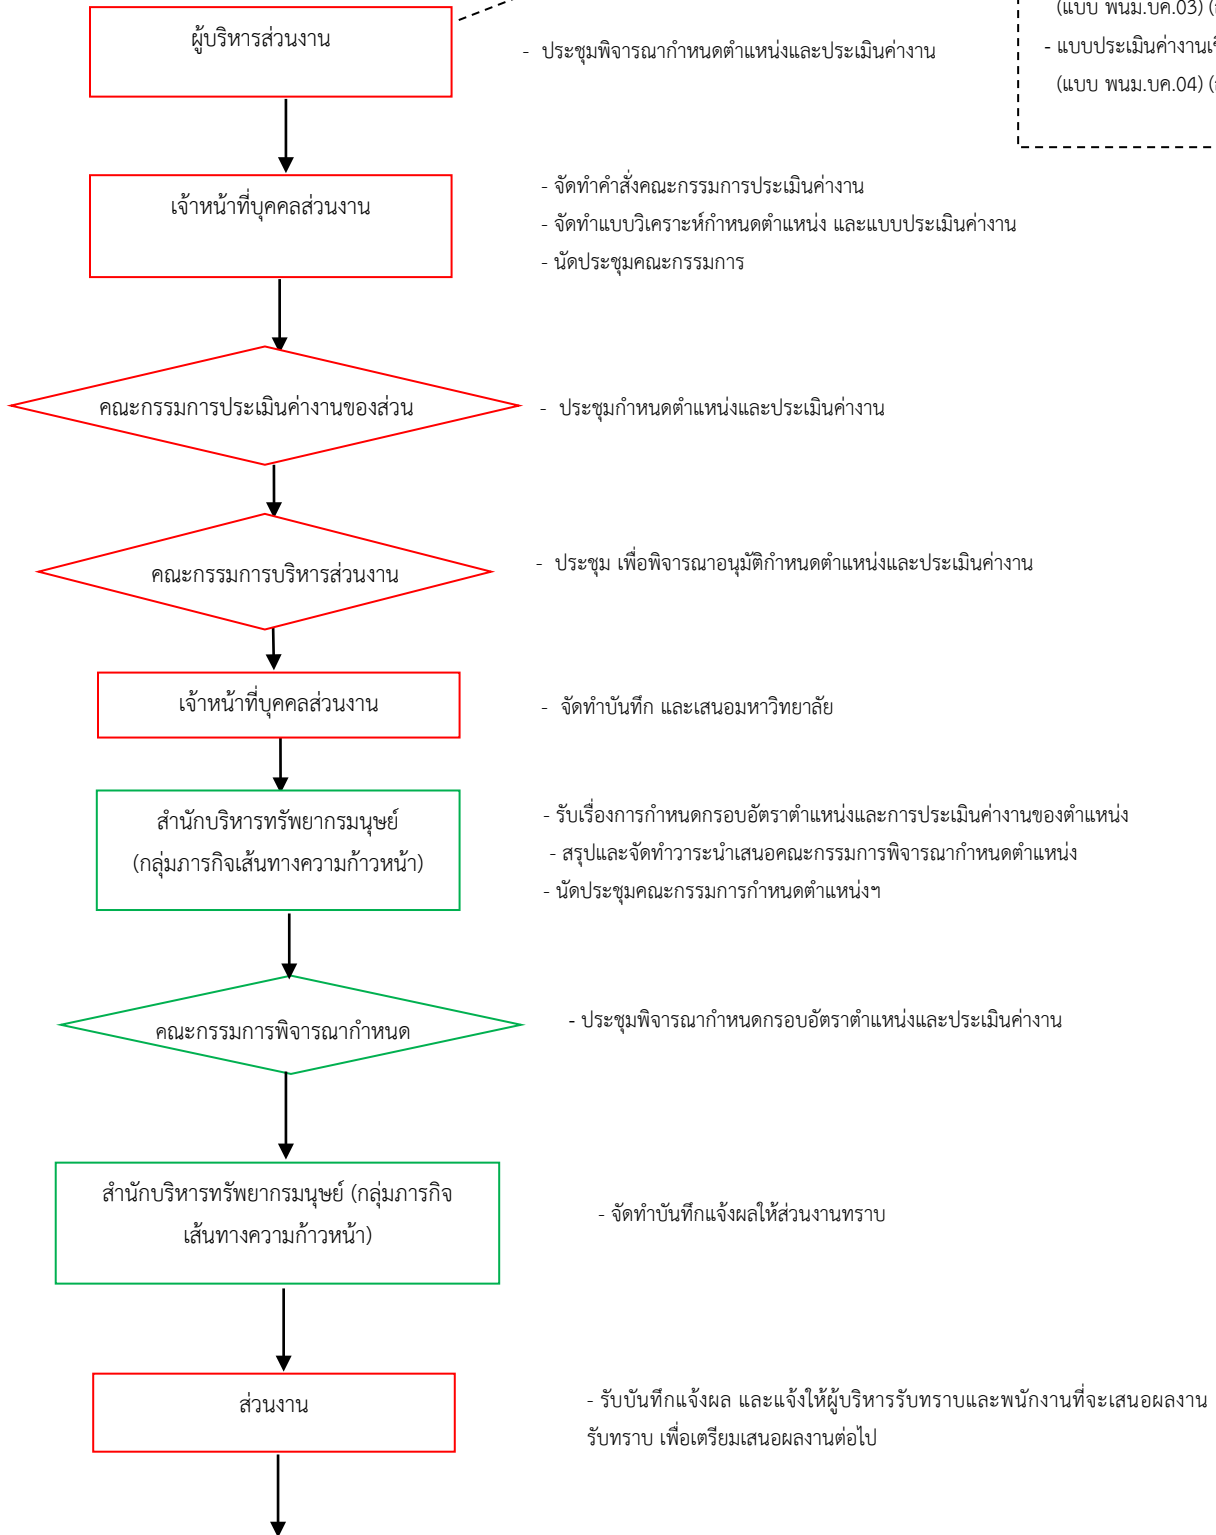 (แบบ พนม.บค.03)
ผู้บริหารส่วนงาน
- ประชุมพิจารณากำหนดตำแหน่งและประเมินค่างาน
- แบบประเมินค่างาน
(แบบ พนม.บค.04)
เจ้าหน้าที่บุคคลส่วนงาน
- จัดทำคำสั่งคณะกรรมการประเมินค่างาน
- จัดทำแบบวิเคราะห์กำหนดตำแหน่ง และแบบประเมินค่างาน
- นัดประชุมคณะกรรมการ
คณะกรรมการประเมินค่างานของส่วน
- ประชุมกำหนดตำแหน่งและประเมินค่างาน
คณะกรรมการบริหารส่วนงาน
- ประชุม เพื่อพิจารณาอนุมัติกำหนดตำแหน่งและประเมินค่างาน
เจ้าหน้าที่บุคคลส่วนงาน
- จัดทำบันทึก และเสนอมหาวิทยาลัย
สำนักบริหารทรัพยากรมนุษย์
(กลุ่มภารกิจเส้นทางความก้าวหน้า)
- รับเรื่องการกำหนดกรอบอัตราตำแหน่งและการประเมินค่างานของตำแหน่ง
- สรุปและจัดทำวาระนำเสนอคณะกรรมการพิจารณากำหนดตำแหน่ง
- นัดประชุมคณะกรรมการกำหนดตำแหน่งฯ
คณะกรรมการพิจารณากำหนด
- ประชุมพิจารณากำหนดกรอบอัตราตำแหน่งและประเมินค่างาน
สำนักบริหารทรัพยากรมนุษย์ (กลุ่มภารกิจ
เส้นทางความก้าวหน้า)
- จัดทำบันทึกแจ้งผลให้ส่วนงานทราบ
ส่วนงาน
- รับบันทึกแจ้งผล และแจ้งให้ผู้บริหารรับทราบและพนักงานที่จะเสนอผลงาน
รับทราบ เพื่อเตรียมเสนอผลงานต่อไป